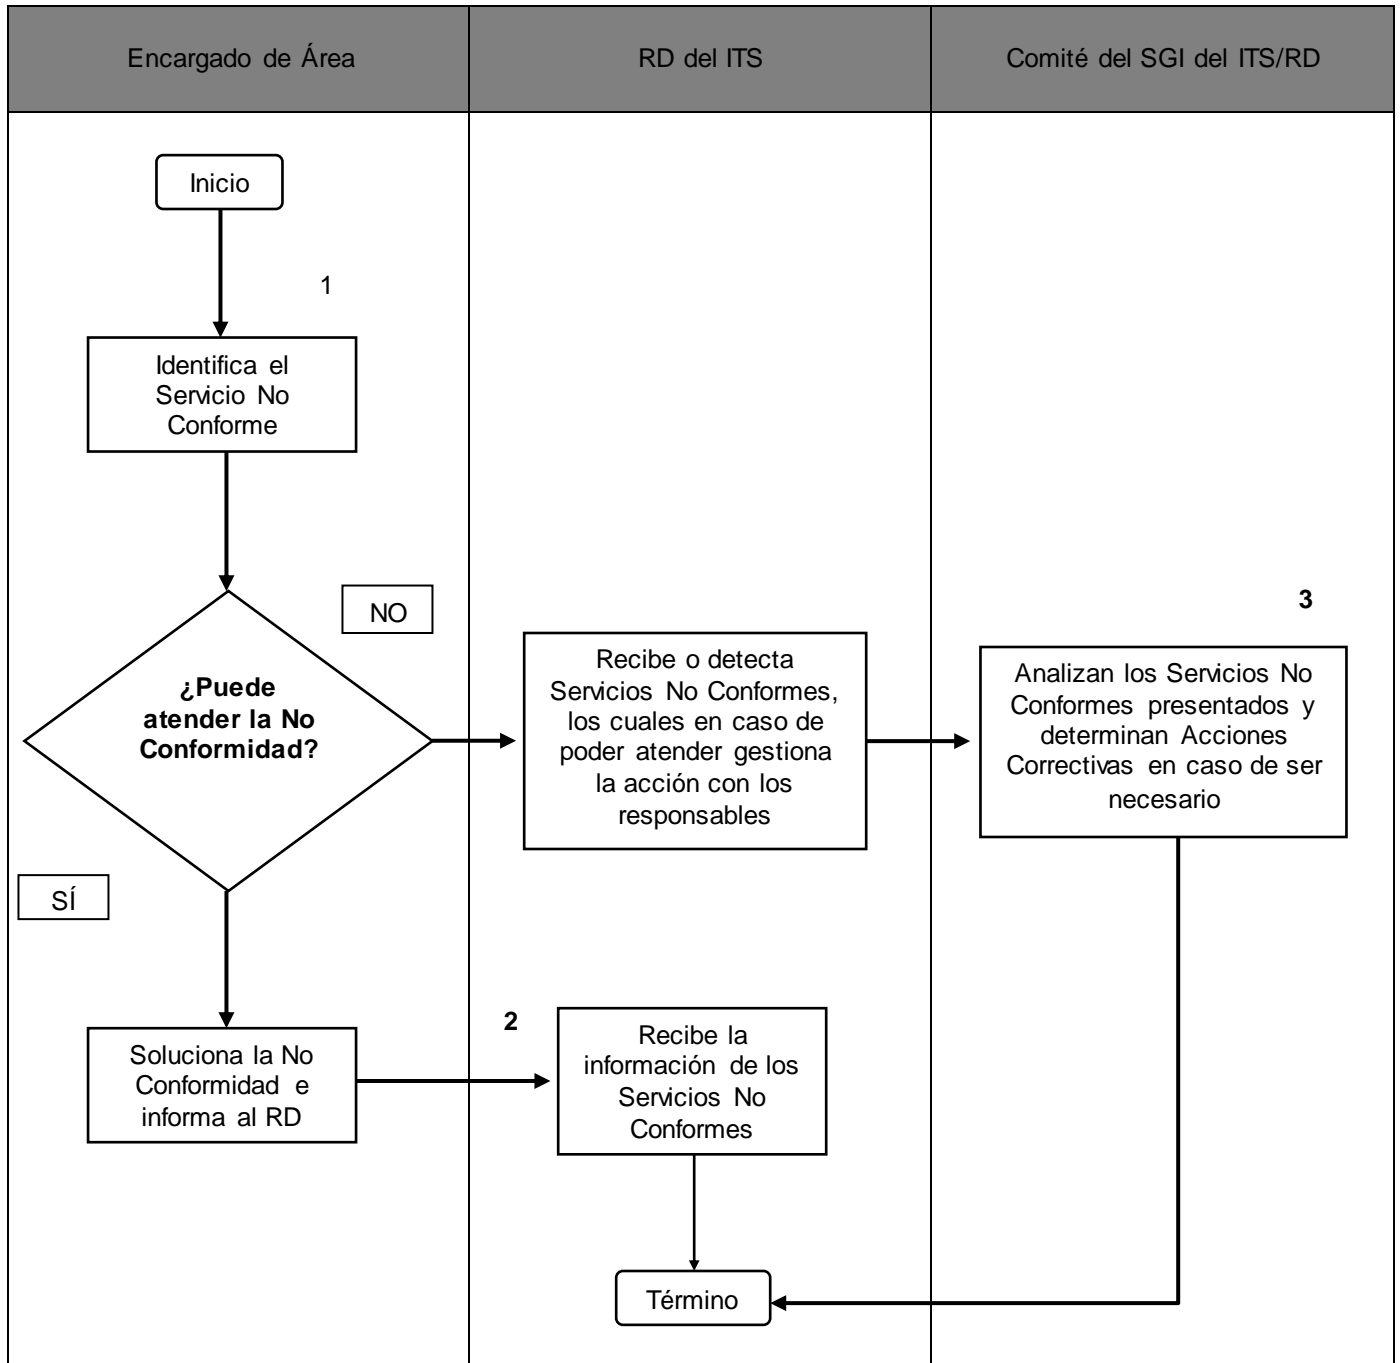 Encargado de Área
RD del ITS
Comité del SGI del ITS/RD
Inicio
1
Identifica el
Servicio No
Conforme
NO
¿Puede
atender la No
Conformidad?
Recibe o detecta
Servicios No Conformes,
los cuales en caso de
poder atender gestiona
la acción con los
responsables
3
Analizan los Servicios No
Conformes presentados y
determinan Acciones
Correctivas en caso de ser
necesario
SÍ
Soluciona la No
Conformidad e
informa al RD
2
Recibe la
información de los
Servicios No
Conformes
Término